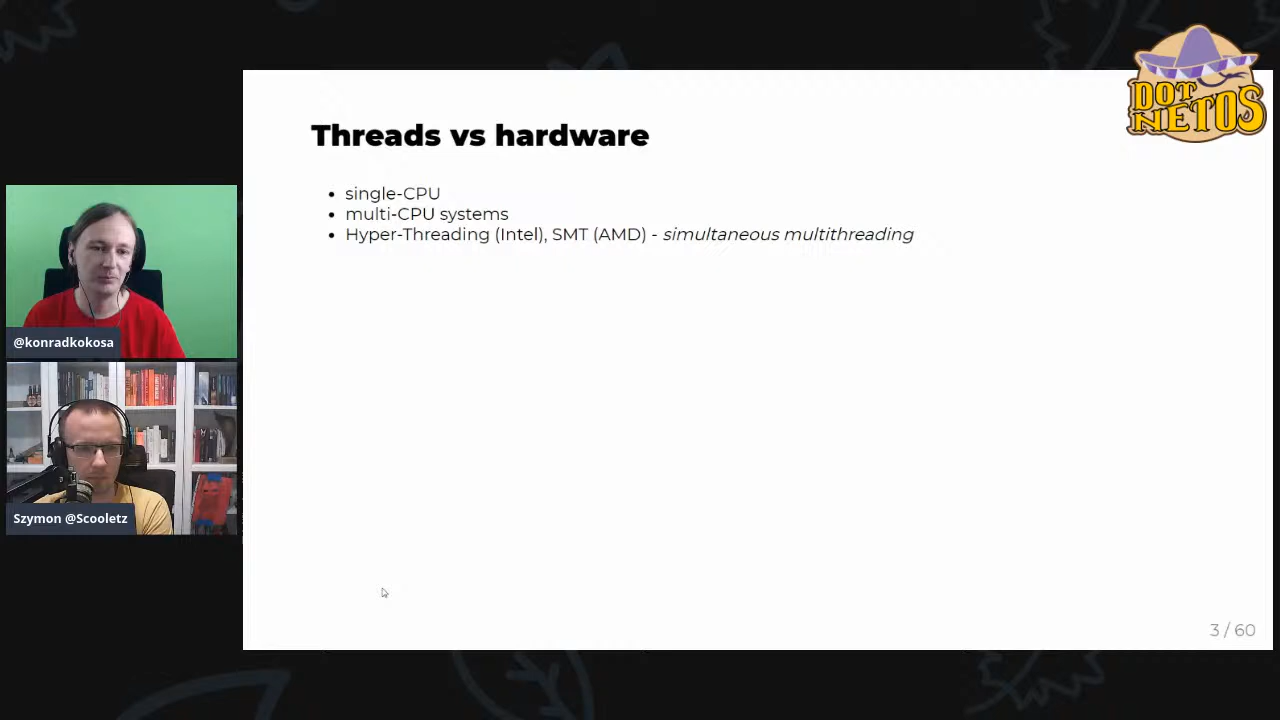 DOT
NETOS
Threads vs hardware
single-CPU
multi-CPU systems
Hyper-Threading (Intel), SMT (AMD) - simultaneous multithreading
@konradkokosa
Szymon @Scooletz
3 / 60